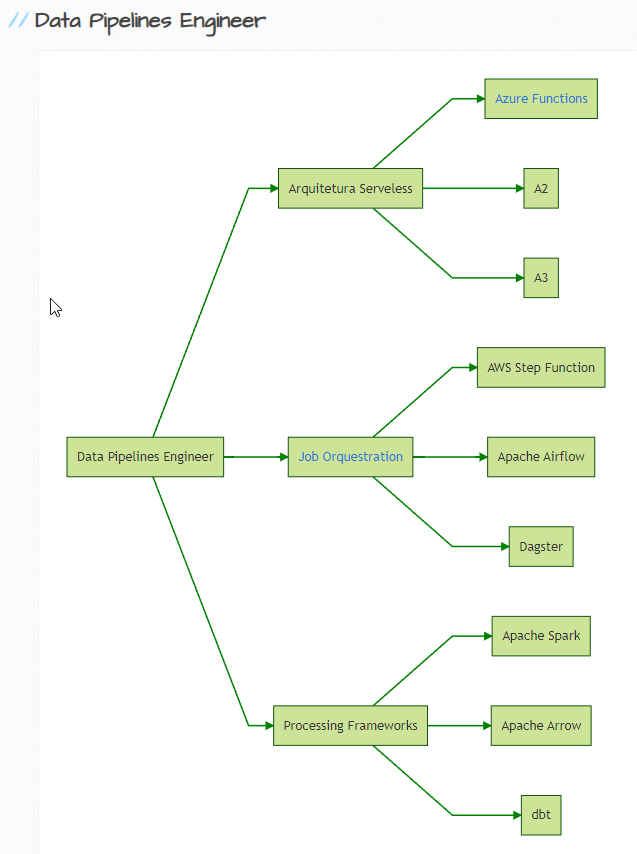 // Data Pipelines Engineer
Azure Functions
Arquitetura Serveless
A2
A3
AWS Step Function
Data Pipelines Engineer
Job Orquestration
Apache Airflow
Dagster
Apache Spark
Processing Frameworks
Apache Arrow
dbt